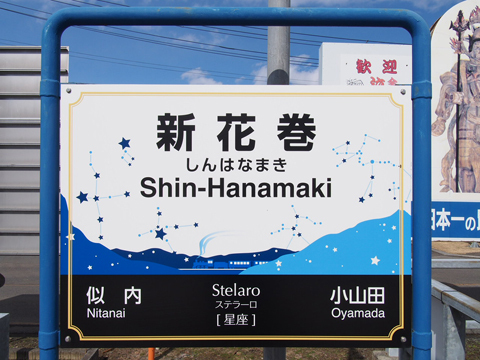 歓迎
新花巻
しんはなまき
Shin-Hanamaki
日本一の
似内
Nitanai
Stelaro
ステラーロ
[ 星座 ]
小山田
Oyamada